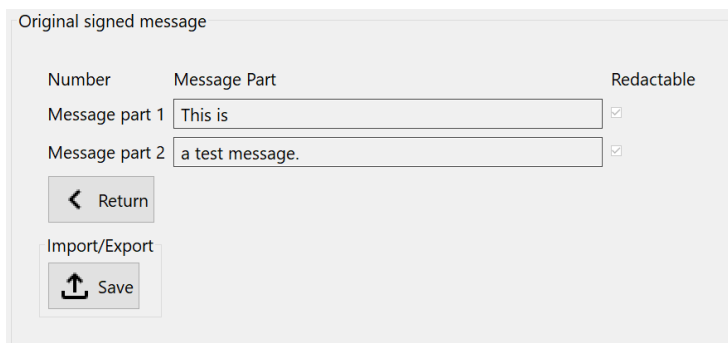 Original signed message
Number Message Part Redactable
Message part 1 This is
Message part 2 a test message.
Return
Import/Export
Save